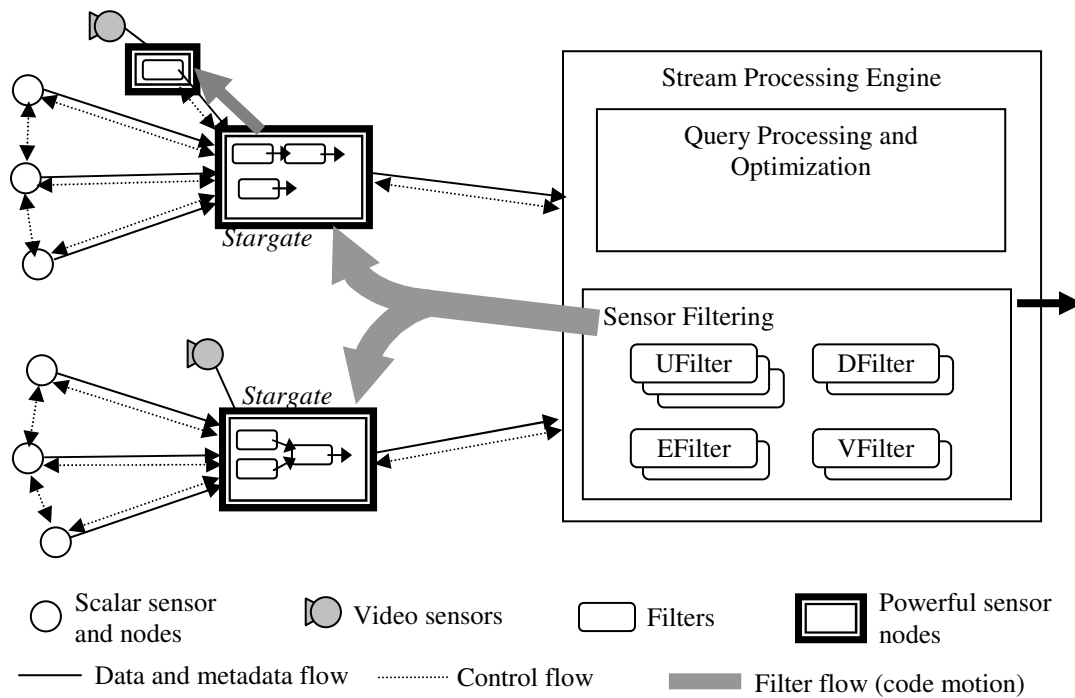 Stream Processing Engine
Query Processing and
Optimization
Stargate
Sensor Filtering
UFilter
DFilter
EFilter
VFilter
Stargate
Scalar sensor
and nodes
Video sensors
Filters
Powerful sensor
nodes
Data and metadata flow
Control flow
Filter flow (code motion)